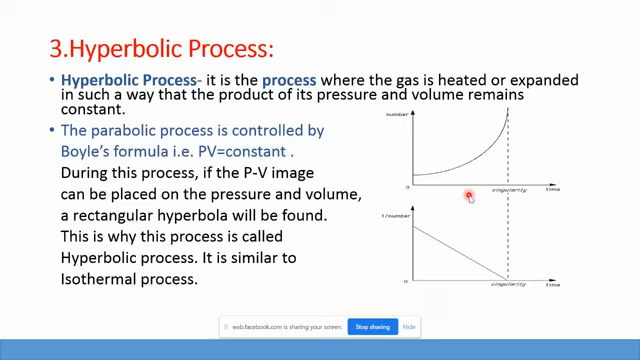 3.Hyperbolic Process:
Hyperbolic Process- it is the process where the gas is heated or expanded
in such a way that the product of its pressure and volume remains
constant.
The parabolic process is controlled by
Boyle's formula i.e. PV=constant .
During this process, if the P-V image
can be placed on the pressure and volume,
a rectangular hyperbola will be found.
This is why this process is called
Hyperbolic process. It is similar to
Isothermal process.
number
0
singularity
time
1/number
0
singularity
time
web.facebook.com is sharing your screen.
Stop sharing
Hide